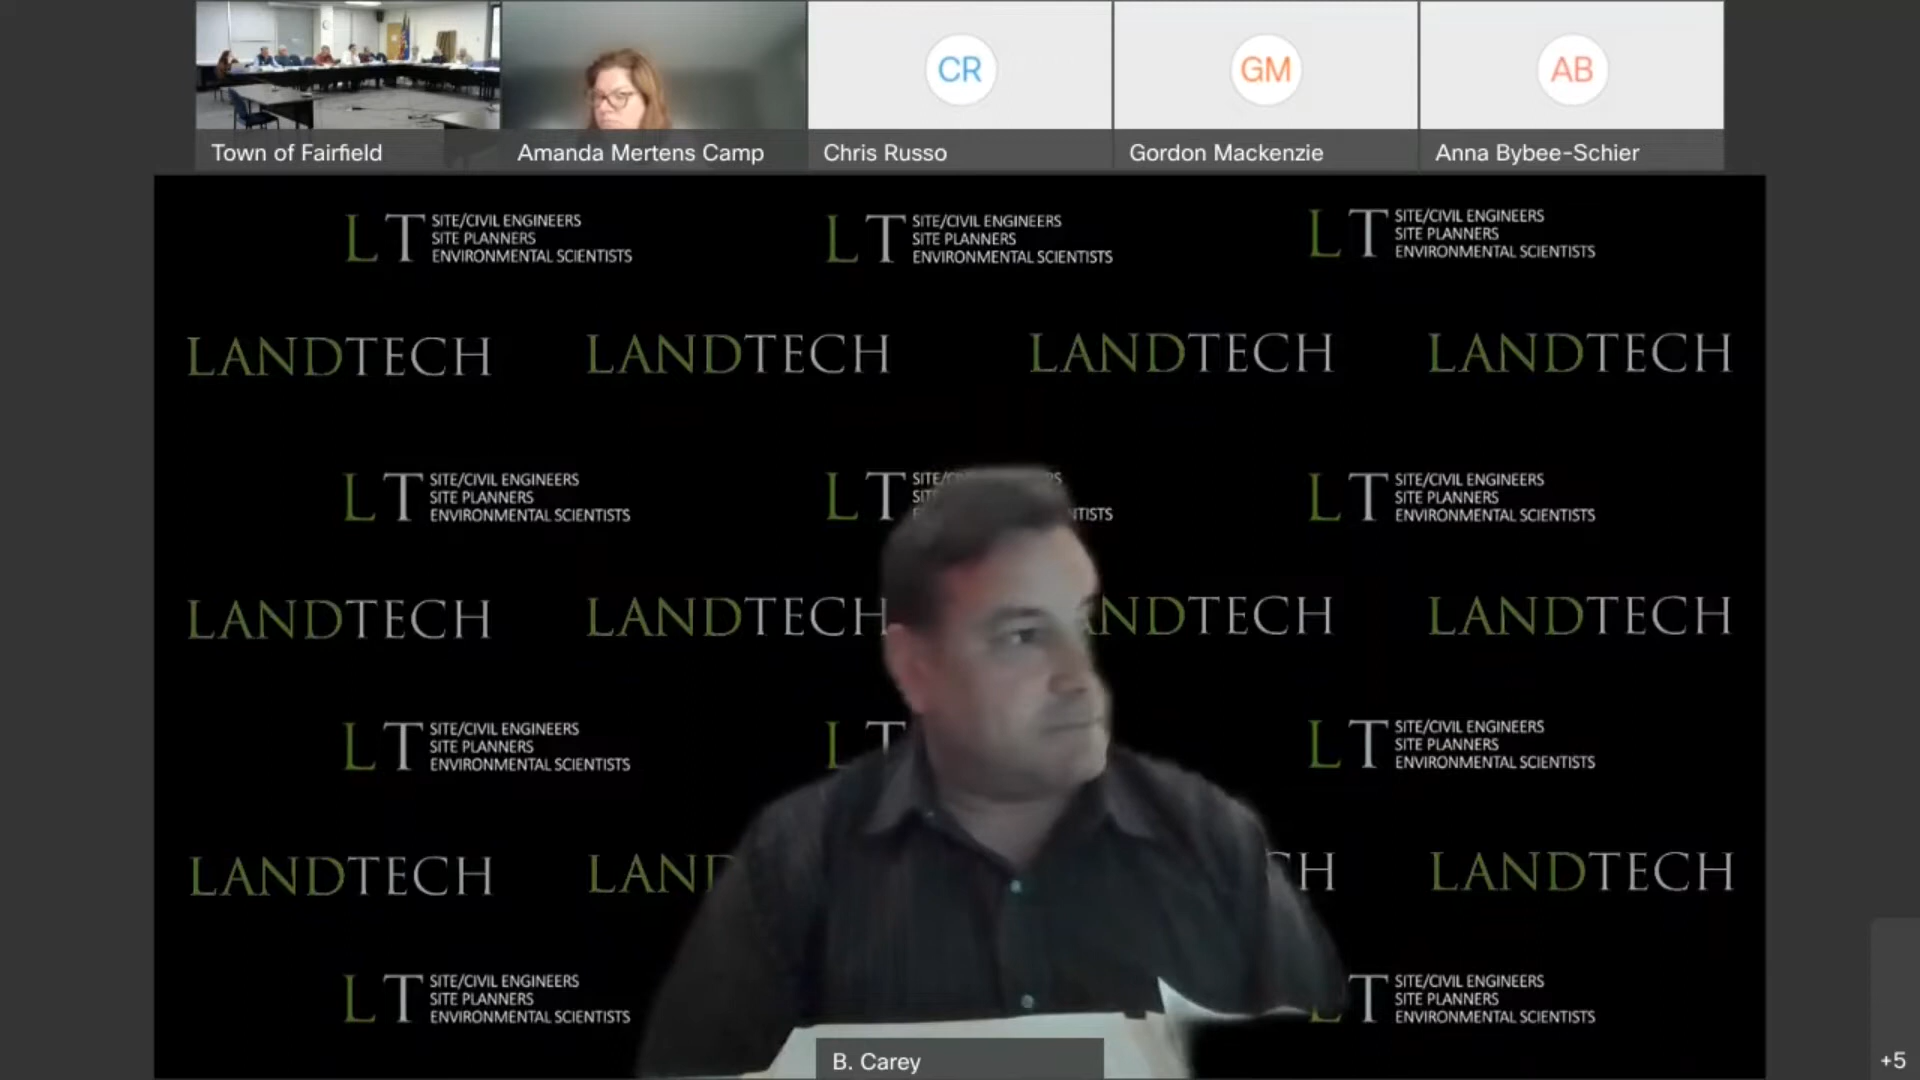 CR
GM
AB
Town of Fairfield
Amanda Mertens Camp
Chris Russo
Gordon Mackenzie
Anna Bybee-Schier
LT SITE/CIVIL ENGINEERS
SITE PLANNERS
ENVIRONMENTAL SCIENTISTS
LT SITE/CIVIL ENGINEERS
SITE PLANNERS
ENVIRONMENTAL SCIENTISTS
LT SITE/CIVIL ENGINEERS
SITE PLANNERS
ENVIRONMENTAL SCIENTISTS
LANDTECH LANDTECH LANDTECH LANDTECH
LT SITE/CIVIL ENGINEERS
SITE PLANNERS
ENVIRONMENTAL SCIENTISTS
LT
LT SITE/CIVIL ENGINEERS
SITE PLANNERS
ENVIRONMENTAL SCIENTISTS
LANDTECH LANDTECH NDTECH LANDTECH
LT SITE/CIVIL ENGINEERS
SITE PLANNERS
ENVIRONMENTAL SCIENTISTS
LT
LT SITE/CIVIL ENGINEERS
SITE PLANNERS
ENVIRONMENTAL SCIENTISTS
LANDTECH LAND CH LANDTECH
LT SITE/CIVIL ENGINEERS
SITE PLANNERS
ENVIRONMENTAL SCIENTISTS
LT SITE/CIVIL ENGINEERS
SITE PLANNERS
ENVIRONMENTAL SCIENTISTS
B. Carey
+5